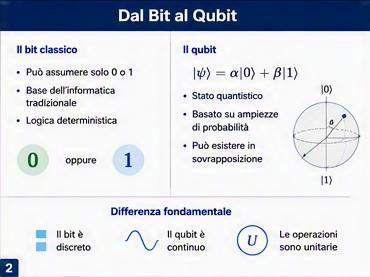 Dal Bit al Qubit
Il bit classico
• Può assumere solo 0 o 1
• Base dell'informatica
tradizionale
• Logica deterministica
0 oppure 1
Il qubit
|ψ⟩ = α|0⟩ + β|1⟩
• Stato quantistico
• Basato su ampiezze
di probabilità
• Può esistere in
sovrapposizione
|0⟩
|1⟩
Differenza fondamentale
Il bit è
discreto
Il qubit è
continuo
U
Le operazioni
sono unitarie
2